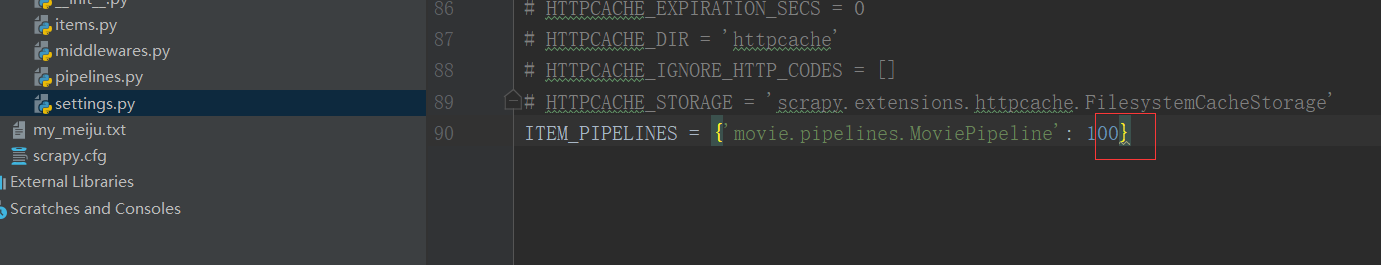 __init__.py
items.py
middlewares.py
pipelines.py
settings.py
my_meiju.txt
scrapy.cfg
External Libraries
Scratches and Consoles
86 # HTTPCACHE_EXPIRATION_SECS = 0
87 # HTTPCACHE_DIR = 'httpcache'
88 # HTTPCACHE_IGNORE_HTTP_CODES = []
89 # HTTPCACHE_STORAGE = 'scrapy.extensions.httpcache.FilesystemCacheStorage'
90 ITEM_PIPELINES = {'movie.pipelines.MoviePipeline': 100}